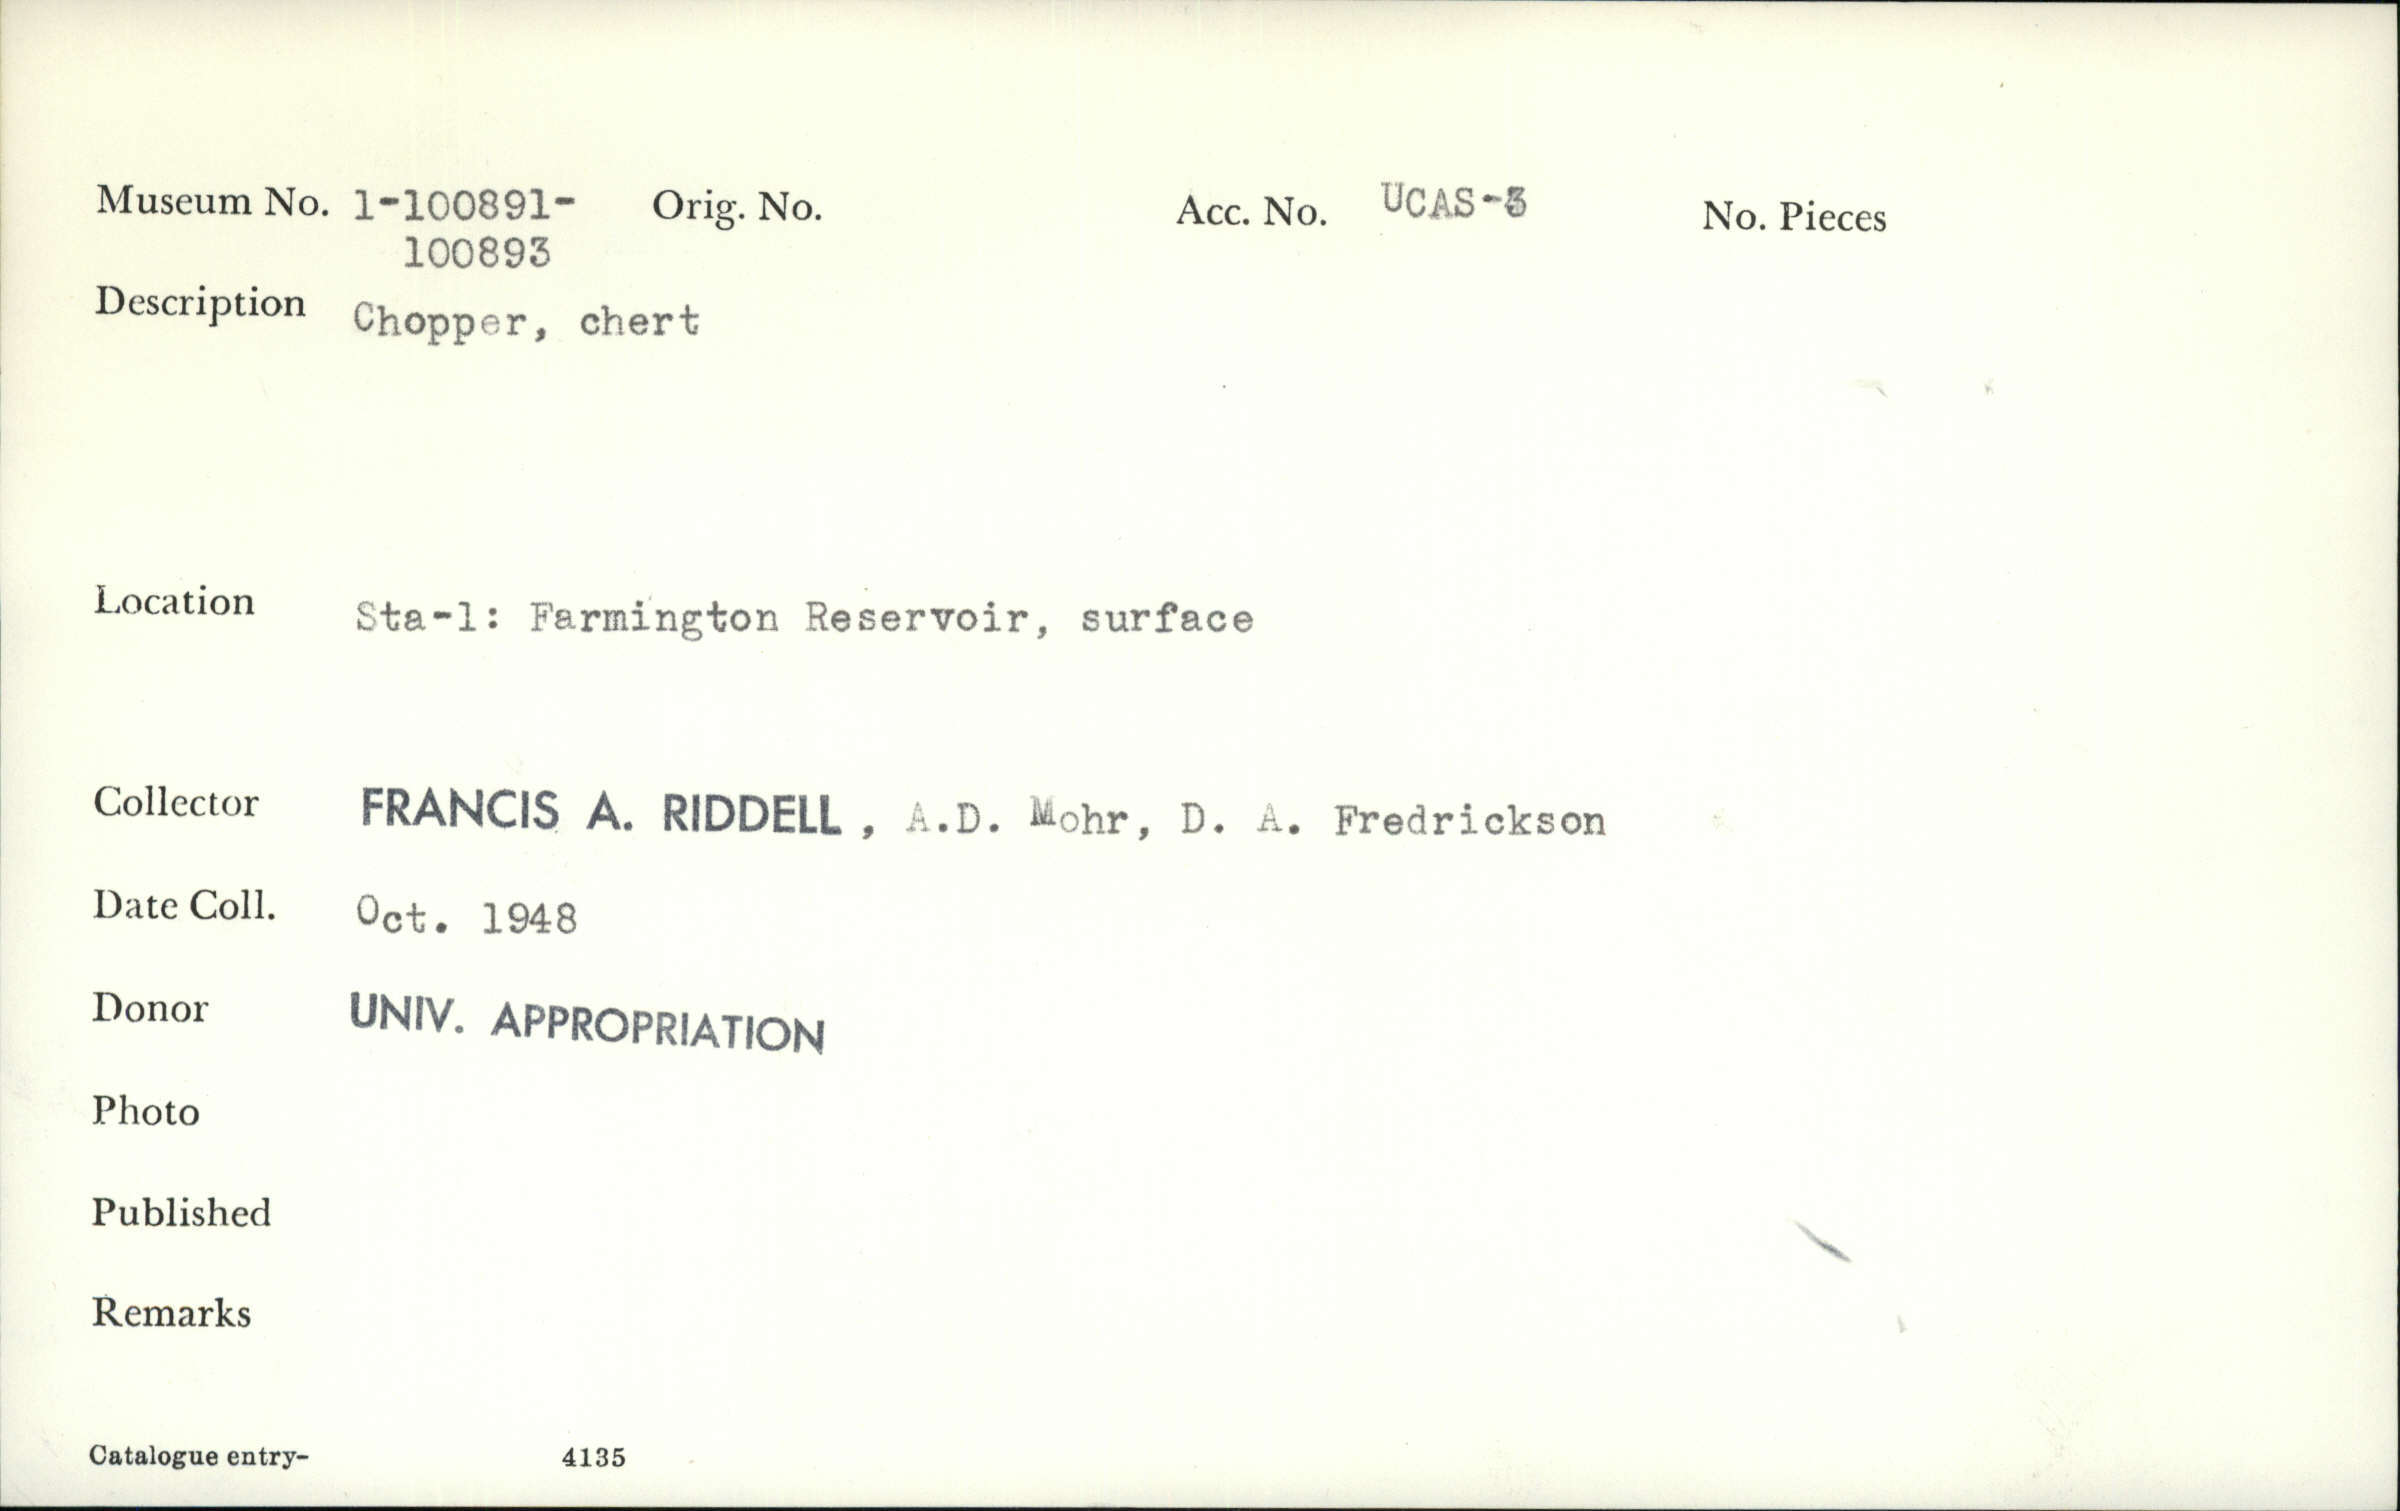 Museum No. 1-100891- Orig. No. Acc. No. UCAS-3 No. Pieces
100893
Description Chopper, chert
Location Sta-1: Farmington Reservoir, surface
Collector FRANCIS A. RIDDELL, A.D. Mohr, D. A. Fredrickson
Date Coll. Oct. 1948
Donor UNIV. APPROPRIATION
Photo
Published
Remarks
Catalogue entry- 4135